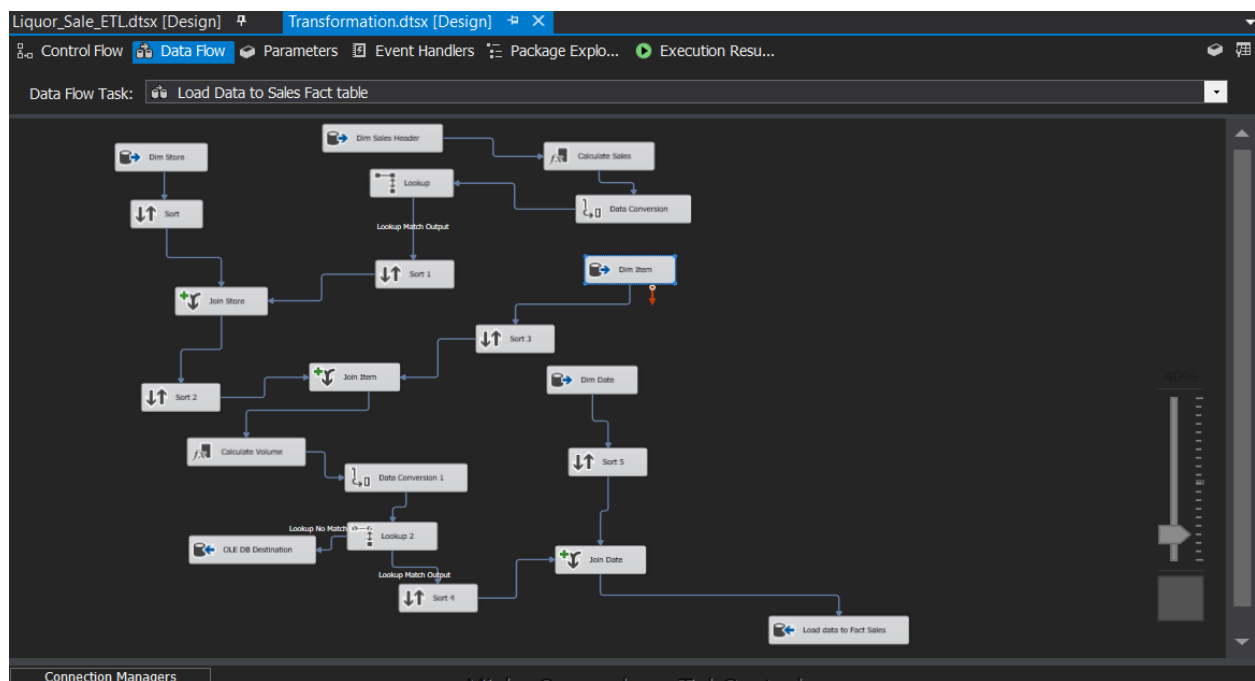 Liquor_Sale_ETL.dtsx [Design]
Transformation.dtsx [Design]
Control Flow
Data Flow
Parameters
Event Handlers
Package Explo...
Execution Resu...
Data Flow Task:
Load Data to Sales Fact table
Dim Sales Header
Dim Store
Calculate Sales
Lookup
Data Conversion
Sort
Lookup Match Output
Dim Item
Sort 1
Join Store
Sort 3
Join Item
Dim Date
40%
Sort 2
Calculate Volume
Sort 5
Data Conversion 1
Lookup No Match
Lookup 2
OLE DB Destination
Join Date
Lookup Match Output
Sort 4
Load data to Fact Sales
Connection Managers